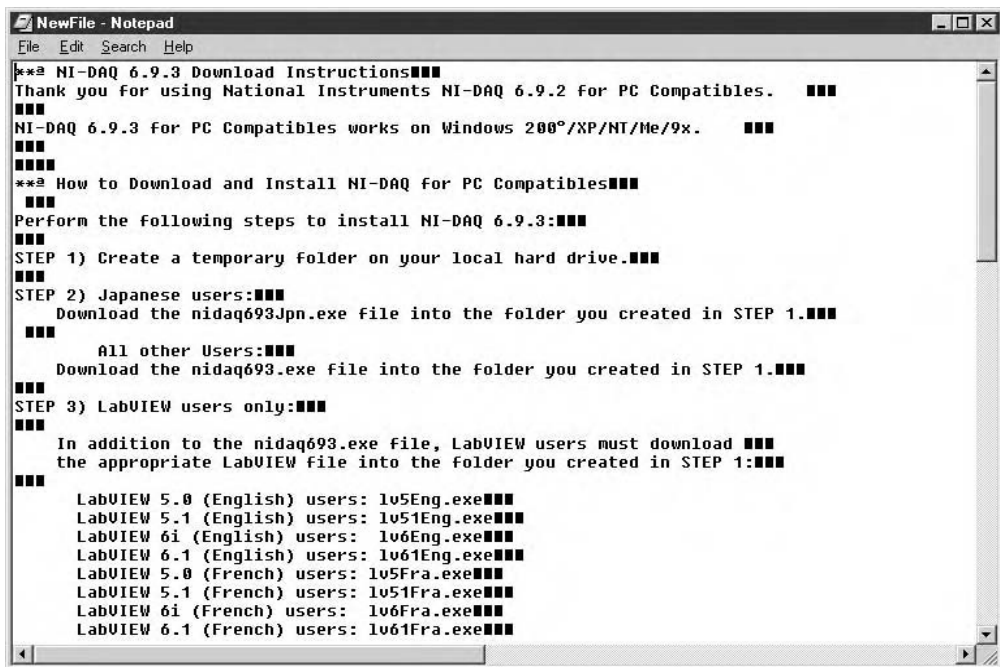 NewFile - Notepad
File Edit Search Help
**ª NI-DAQ 6.9.3 Download Instructions■■■
Thank you for using National Instruments NI-DAQ 6.9.2 for PC Compatibles. ■■■
■■■
NI-DAQ 6.9.3 for PC Compatibles works on Windows 200º/XP/NT/Me/9x. ■■■
■■■
■■■■
**ª How to Download and Install NI-DAQ for PC Compatibles■■■
■■■
Perform the following steps to install NI-DAQ 6.9.3:■■■
■■■
STEP 1) Create a temporary folder on your local hard drive.■■■
■■■
STEP 2) Japanese users:■■■
Download the nidaq693Jpn.exe file into the folder you created in STEP 1.■■■
■■■
All other Users:■■■
Download the nidaq693.exe file into the folder you created in STEP 1.■■■
■■■
STEP 3) LabVIEW users only:■■■
■■■
In addition to the nidaq693.exe file, LabVIEW users must download ■■■
the appropriate LabVIEW file into the folder you created in STEP 1:■■■
■■■
LabVIEW 5.0 (English) users: lv5Eng.exe■■■
LabVIEW 5.1 (English) users: lv51Eng.exe■■■
LabVIEW 6i (English) users: lv6Eng.exe■■■
LabVIEW 6.1 (English) users: lv61Eng.exe■■■
LabVIEW 5.0 (French) users: lv5Fra.exe■■■
LabVIEW 5.1 (French) users: lv51Fra.exe■■■
LabVIEW 6i (French) users: lv6Fra.exe■■■
LabVIEW 6.1 (French) users: lv61Fra.exe■■■